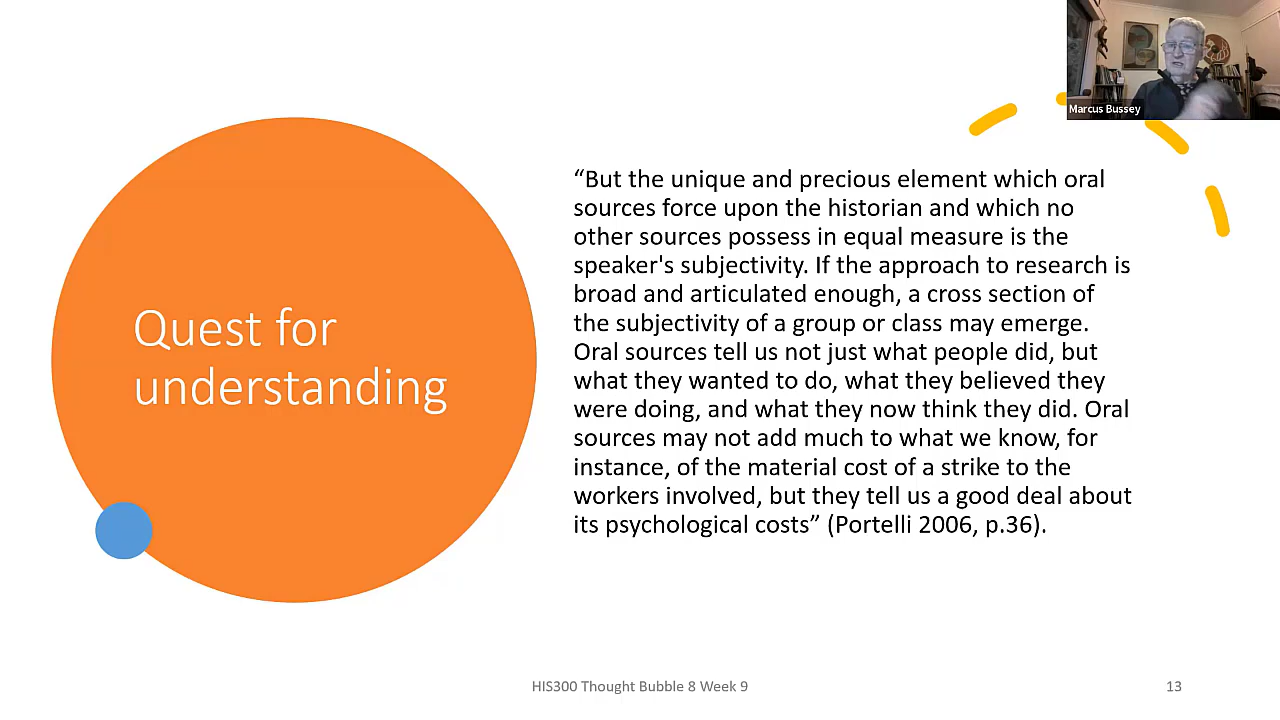 Marcus Bussey
Quest for
understanding
“But the unique and precious element which oral
sources force upon the historian and which no
other sources possess in equal measure is the
speaker's subjectivity. If the approach to research is
broad and articulated enough, a cross section of
the subjectivity of a group or class may emerge.
Oral sources tell us not just what people did, but
what they wanted to do, what they believed they
were doing, and what they now think they did. Oral
sources may not add much to what we know, for
instance, of the material cost of a strike to the
workers involved, but they tell us a good deal about
its psychological costs” (Portelli 2006, p.36).
HIS300 Thought Bubble 8 Week 9
13